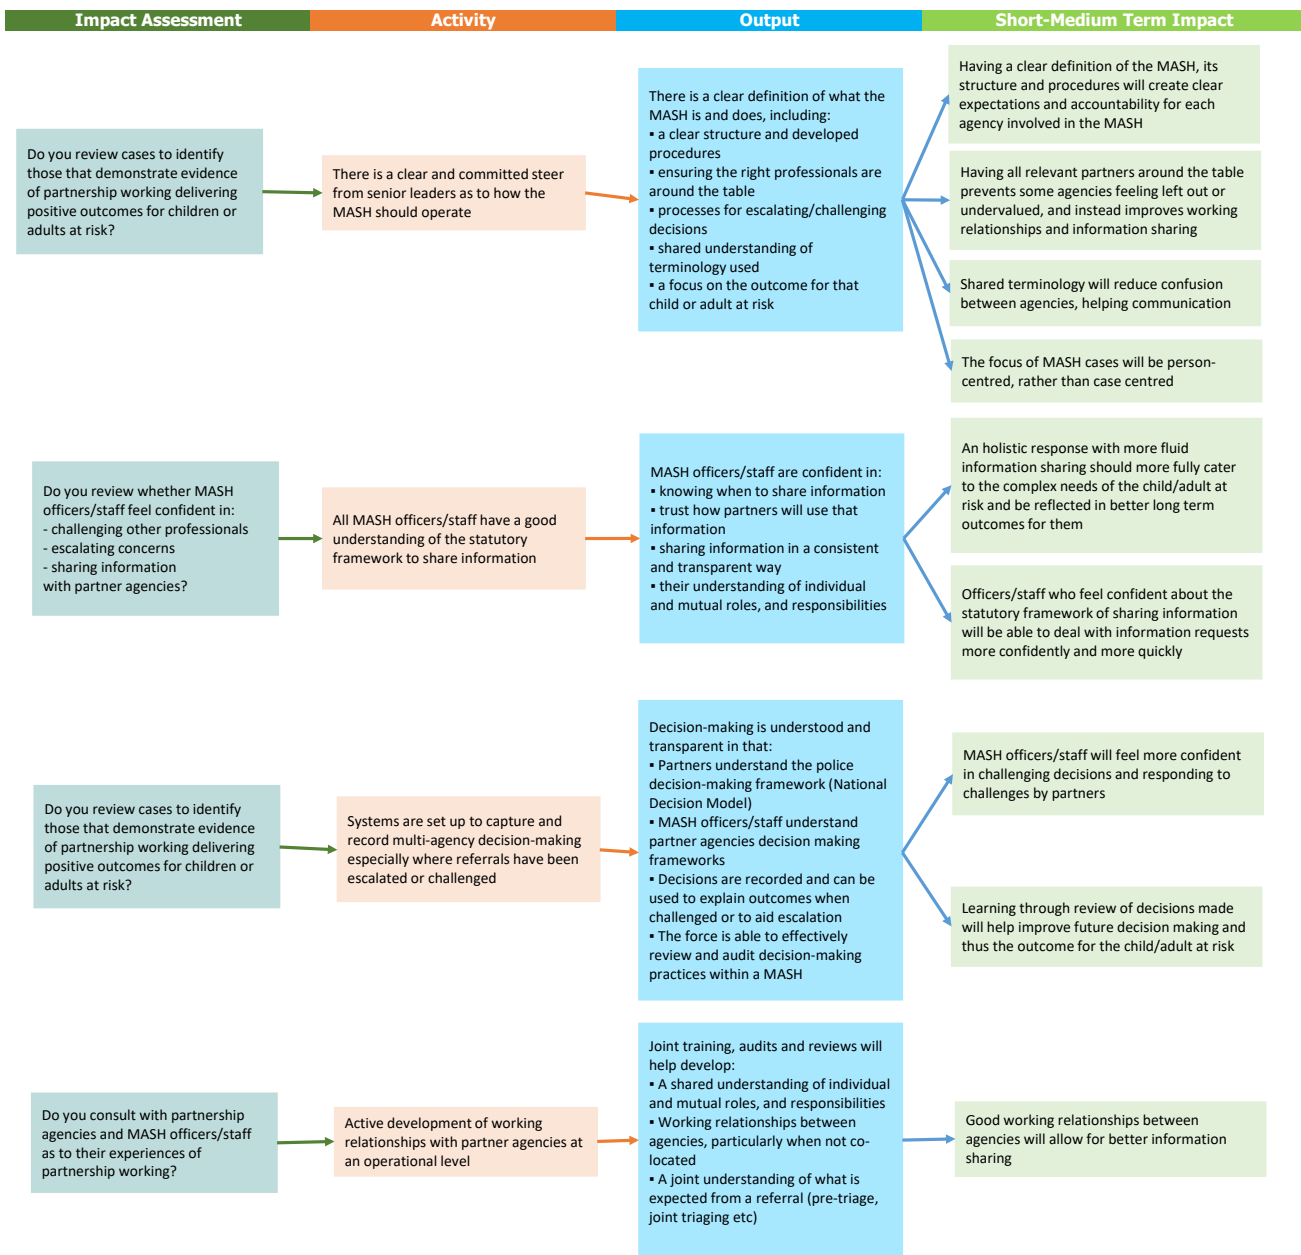 Impact Assessment
Activity
Output
Short-Medium Term Impact
Do you review cases to identify
those that demonstrate evidence
of partnership working delivering
positive outcomes for children or
adults at risk?
There is a clear and committed steer
from senior leaders as to how the
MASH should operate
There is a clear definition of what the
MASH is and does, including:
▪ a clear structure and developed
procedures
▪ ensuring the right professionals are
around the table
▪ processes for escalating/challenging
decisions
▪ shared understanding of
terminology used
▪ a focus on the outcome for that
child or adult at risk
Having a clear definition of the MASH, its
structure and procedures will create clear
expectations and accountability for each
agency involved in the MASH
Having all relevant partners around the table
prevents some agencies feeling left out or
undervalued, and instead improves working
relationships and information sharing
Shared terminology will reduce confusion
between agencies, helping communication
The focus of MASH cases will be person-
centred, rather than case centred
Do you review whether MASH
officers/staff feel confident in:
- challenging other professionals
- escalating concerns
- sharing information
with partner agencies?
All MASH officers/staff have a good
understanding of the statutory
framework to share information
MASH officers/staff are confident in:
▪ knowing when to share information
▪ trust how partners will use that
information
▪ sharing information in a consistent
and transparent way
▪ their understanding of individual
and mutual roles, and responsibilities
An holistic response with more fluid
information sharing should more fully cater
to the complex needs of the child/adult at
risk and be reflected in better long term
outcomes for them
Officers/staff who feel confident about the
statutory framework of sharing information
will be able to deal with information requests
more confidently and more quickly
Do you review cases to identify
those that demonstrate evidence
of partnership working delivering
positive outcomes for children or
adults at risk?
Systems are set up to capture and
record multi-agency decision-making
especially where referrals have been
escalated or challenged
Decision-making is understood and
transparent in that:
▪ Partners understand the police
decision-making framework (National
Decision Model)
▪ MASH officers/staff understand
partner agencies decision making
frameworks
▪ Decisions are recorded and can be
used to explain outcomes when
challenged or to aid escalation
▪ The force is able to effectively
review and audit decision-making
practices within a MASH
MASH officers/staff will feel more confident
in challenging decisions and responding to
challenges by partners
Learning through review of decisions made
will help improve future decision making and
thus the outcome for the child/adult at risk
Do you consult with partnership
agencies and MASH officers/staff
as to their experiences of
partnership working?
Active development of working
relationships with partner agencies at
an operational level
Joint training, audits and reviews will
help develop:
▪ A shared understanding of individual
and mutual roles, and responsibilities
▪ Working relationships between
agencies, particularly when not co-
located
▪ A joint understanding of what is
expected from a referral (pre-triage,
joint triaging etc)
Good working relationships between
agencies will allow for better information
sharing